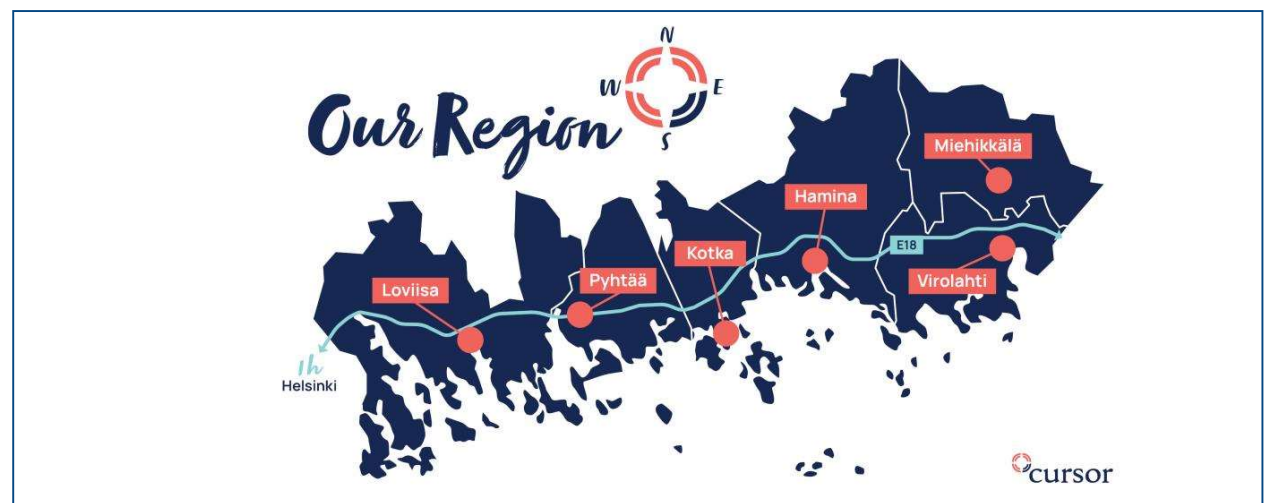 N
W E
S
Our Region
Miehikkälä
Hamina
E18
Kotka
Virolahti
Pyhtää
Loviisa
1h
Helsinki
cursor